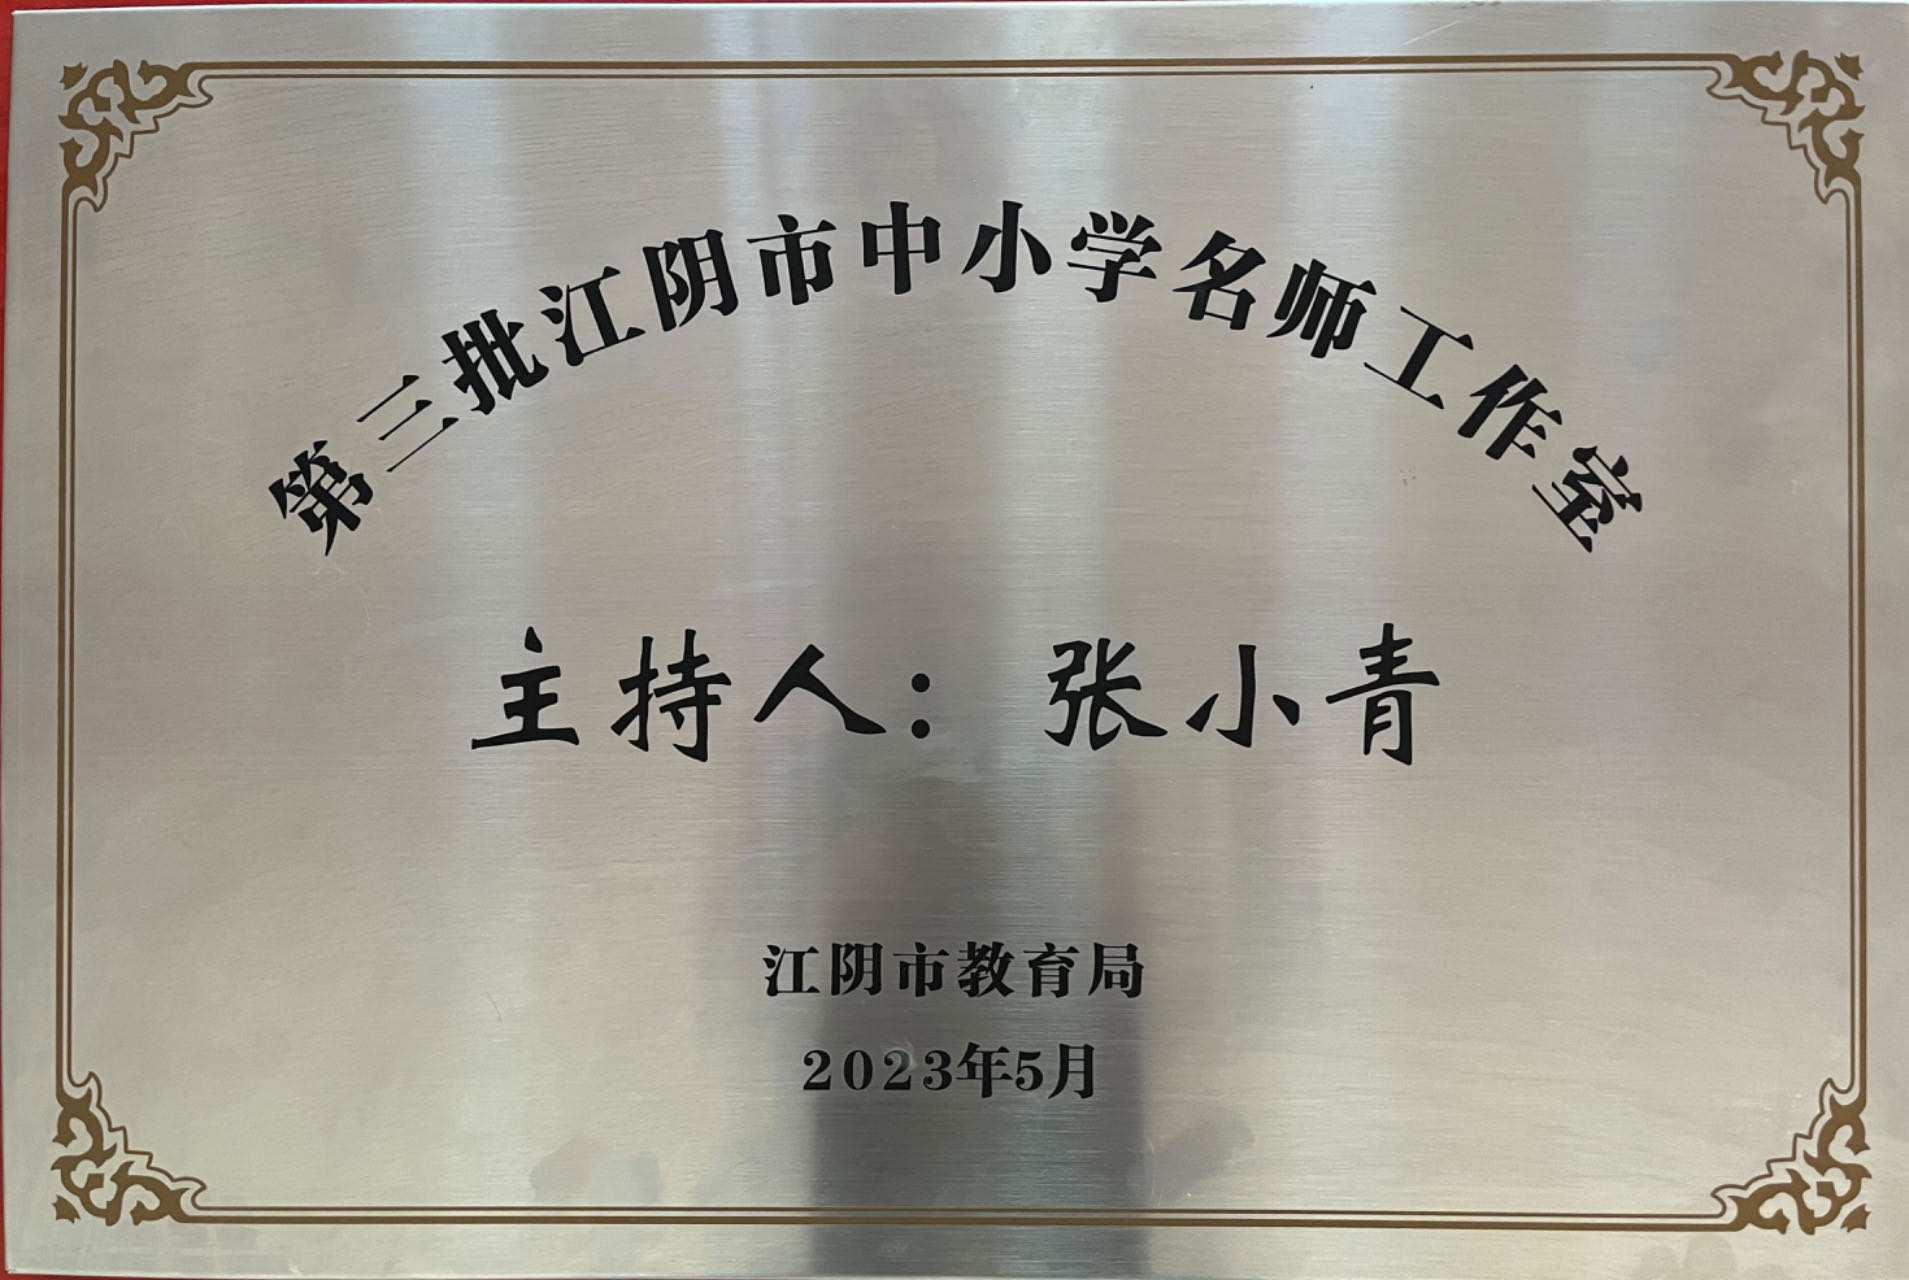 第三批江阴市中小学名师工作室
主持人：张小青
江阴市教育局
2023年5月